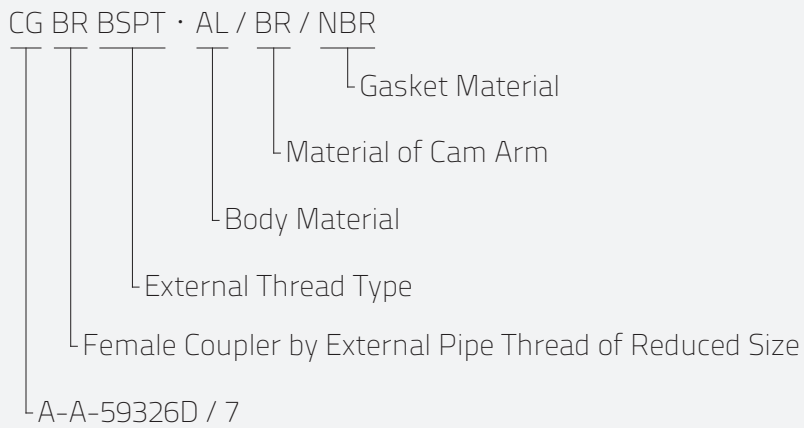 CG BR BSPT · AL / BR / NBR
Gasket Material
Material of Cam Arm
Body Material
External Thread Type
Female Coupler by External Pipe Thread of Reduced Size
A-A-59326D / 7